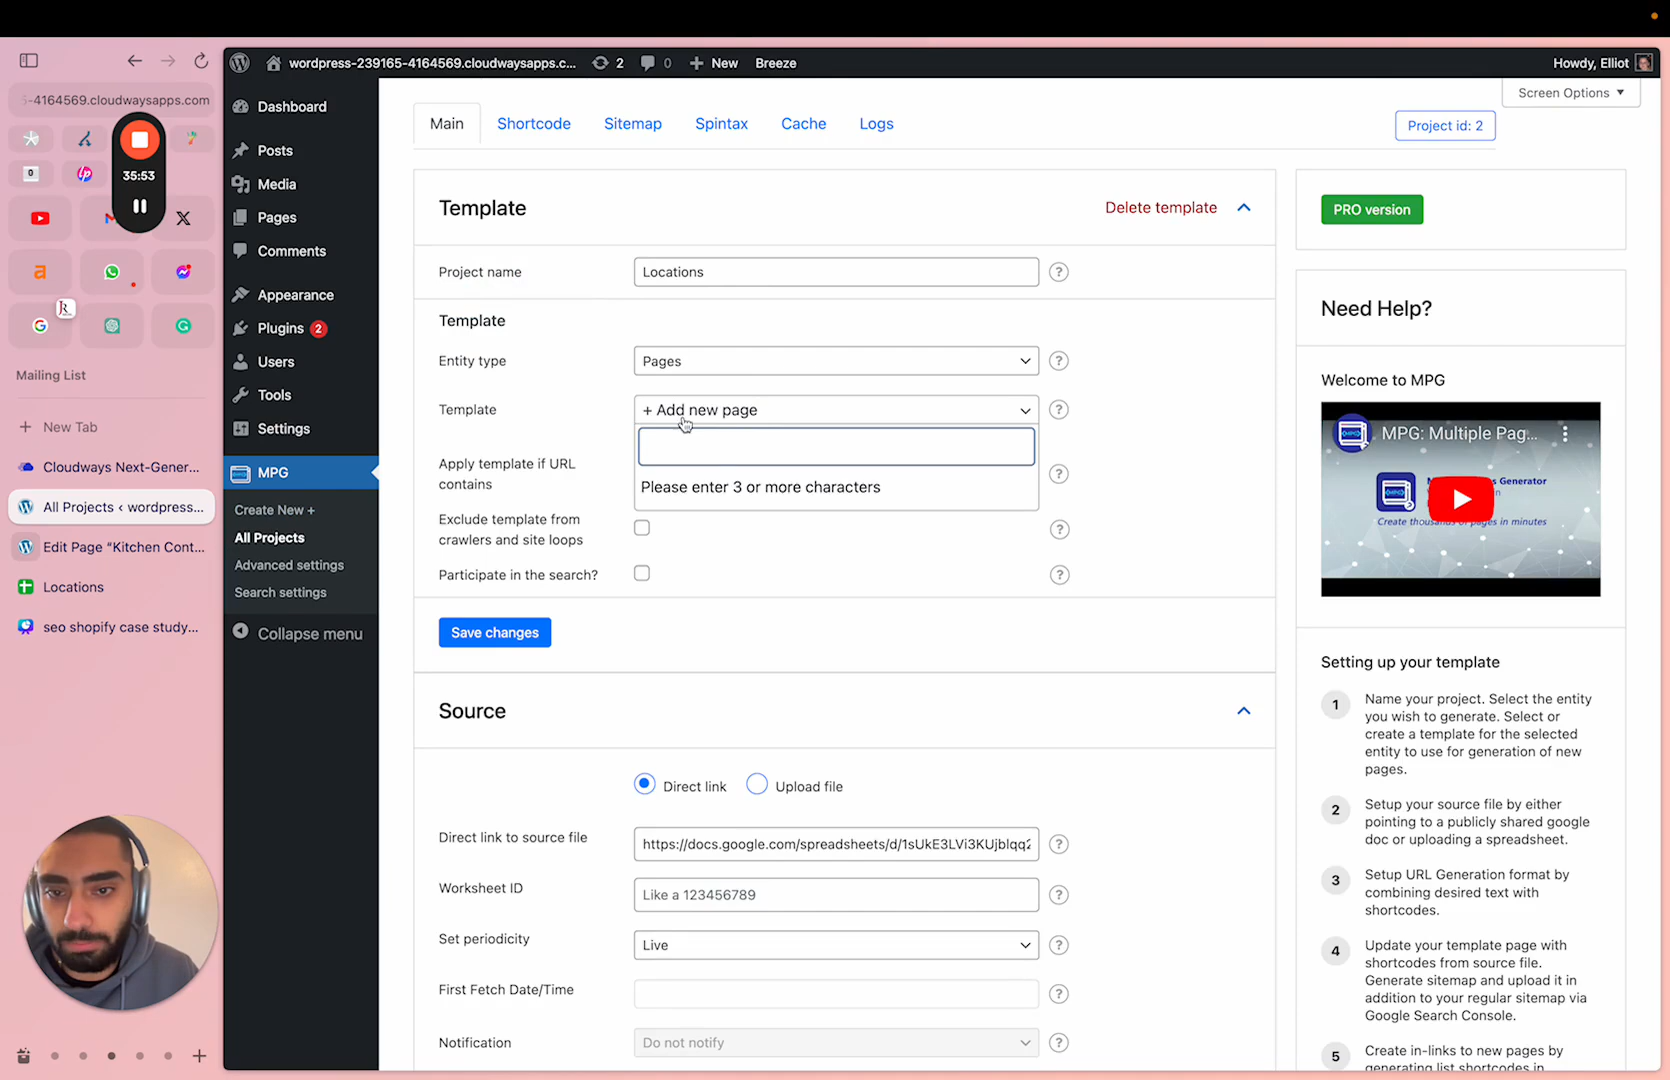 wordpress-239165-4164569.cloudwaysapps.c...
2
0
New
Breeze
Howdy, Elliot
5-4164569.cloudwaysapps.com
35:53
Mailing List
New Tab
Cloudways Next-Gener...
All Projects ‹ wordpress...
Edit Page “Kitchen Cont...
Locations
seo shopify case study...
Dashboard
Posts
Media
Pages
Comments
Appearance
Plugins 2
Users
Tools
Settings
MPG
Create New +
All Projects
Advanced settings
Search settings
Collapse menu
Screen Options
Main
Shortcode
Sitemap
Spintax
Cache
Logs
Project id: 2
Template
Delete template
Project name
Locations
?
Template
Entity type
Pages
?
Template
+ Add new page
?
Please enter 3 or more characters
Apply template if URL
contains
?
Exclude template from
crawlers and site loops
?
Participate in the search?
?
Save changes
Source
Direct link
Upload file
Direct link to source file
https://docs.google.com/spreadsheets/d/1sUkE3LVi3KUjblqq2
?
Worksheet ID
Like a 123456789
?
Set periodicity
Live
?
First Fetch Date/Time
?
Notification
Do not notify
?
PRO version
Need Help?
Welcome to MPG
MPG: Multiple Pag...
Generator
Create thousands of pages in minutes
Setting up your template
1
Name your project. Select the entity
you wish to generate. Select or
create a template for the selected
entity to use for generation of new
pages.
2
Setup your source file by either
pointing to a publicly shared google
doc or uploading a spreadsheet.
3
Setup URL Generation format by
combining desired text with
shortcodes.
4
Update your template page with
shortcodes from source file.
Generate sitemap and upload it in
addition to your regular sitemap via
Google Search Console.
5
Create in-links to new pages by
generating list shortcodes in